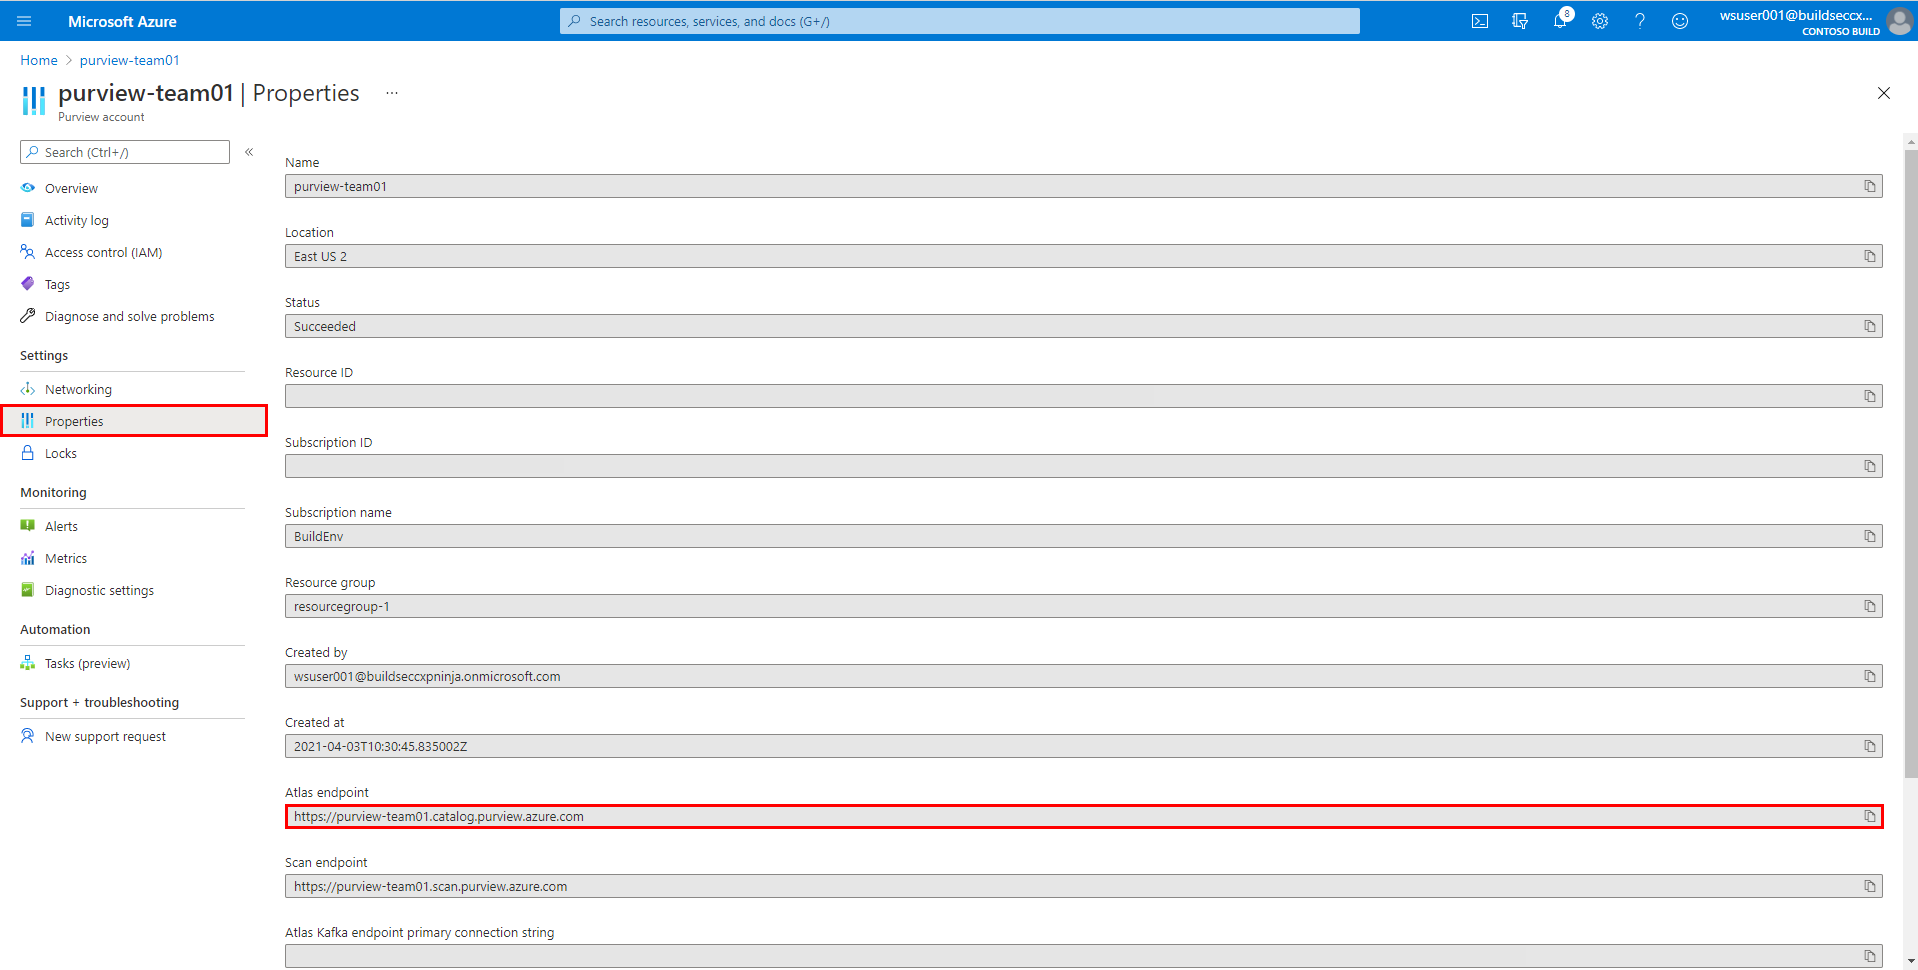 Microsoft Azure
Search resources, services, and docs (G+/)
8
wsuser001@buildseccx...
CONTOSO BUILD
Home > purview-team01
purview-team01 | Properties ...
Purview account
Search (Ctrl+/)
«
Overview
Activity log
Access control (IAM)
Tags
Diagnose and solve problems
Settings
Networking
Properties
Locks
Monitoring
Alerts
Metrics
Diagnostic settings
Automation
Tasks (preview)
Support + troubleshooting
New support request
Name
purview-team01
Location
East US 2
Status
Succeeded
Resource ID
Subscription ID
Subscription name
BuildEnv
Resource group
resourcegroup-1
Created by
wsuser001@buildseccxpninja.onmicrosoft.com
Created at
2021-04-03T10:30:45.835002Z
Atlas endpoint
https://purview-team01.catalog.purview.azure.com
Scan endpoint
https://purview-team01.scan.purview.azure.com
Atlas Kafka endpoint primary connection string